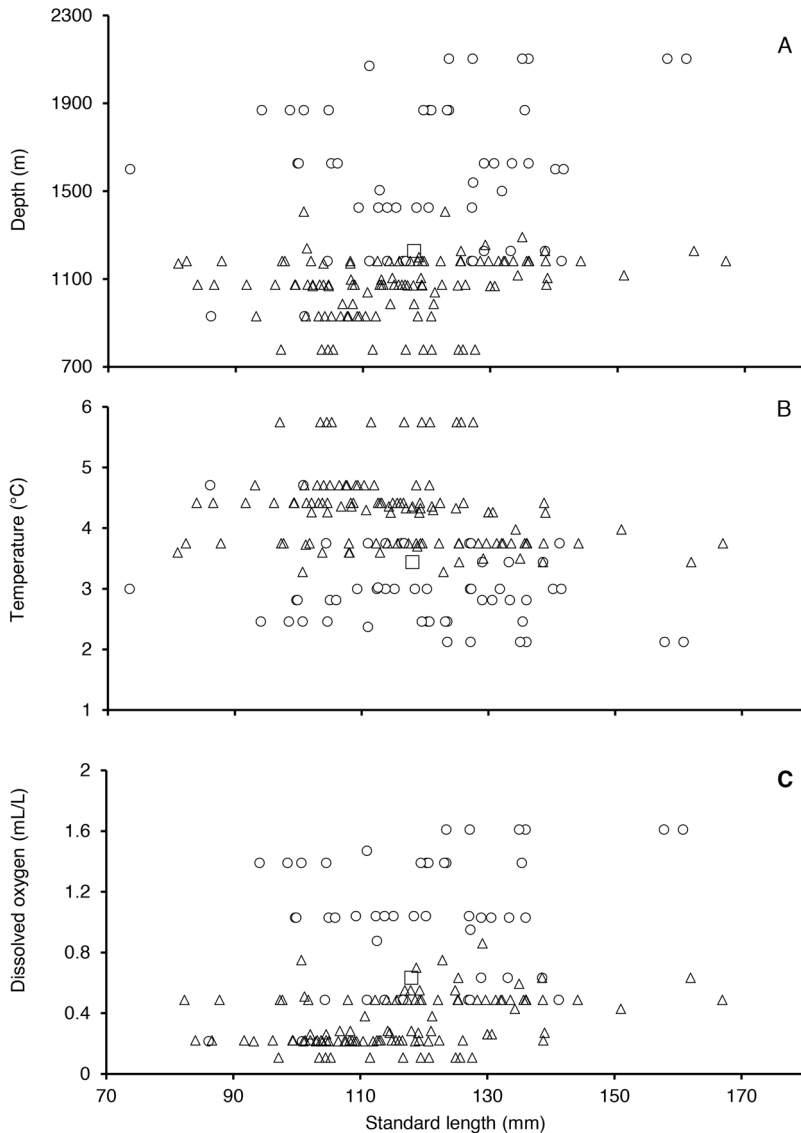 A
2300
1900
1500
1100
700
Depth (m)
B
6
5
4
3
2
1
Temperature (°C)
C
2
1.6
1.2
0.8
0.4
0
Dissolved oxygen (mL/L)
70 90 110 130 150 170
Standard length (mm)